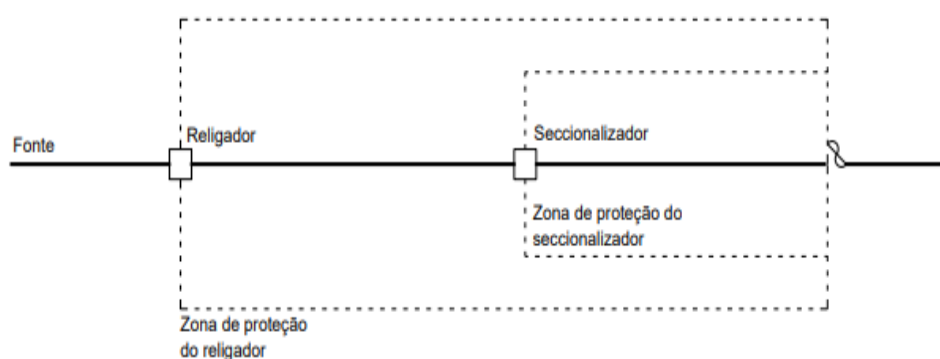 Fonte
Religador
Seccionalizador
Zona de proteção do
seccionalizador
Zona de proteção
do religador